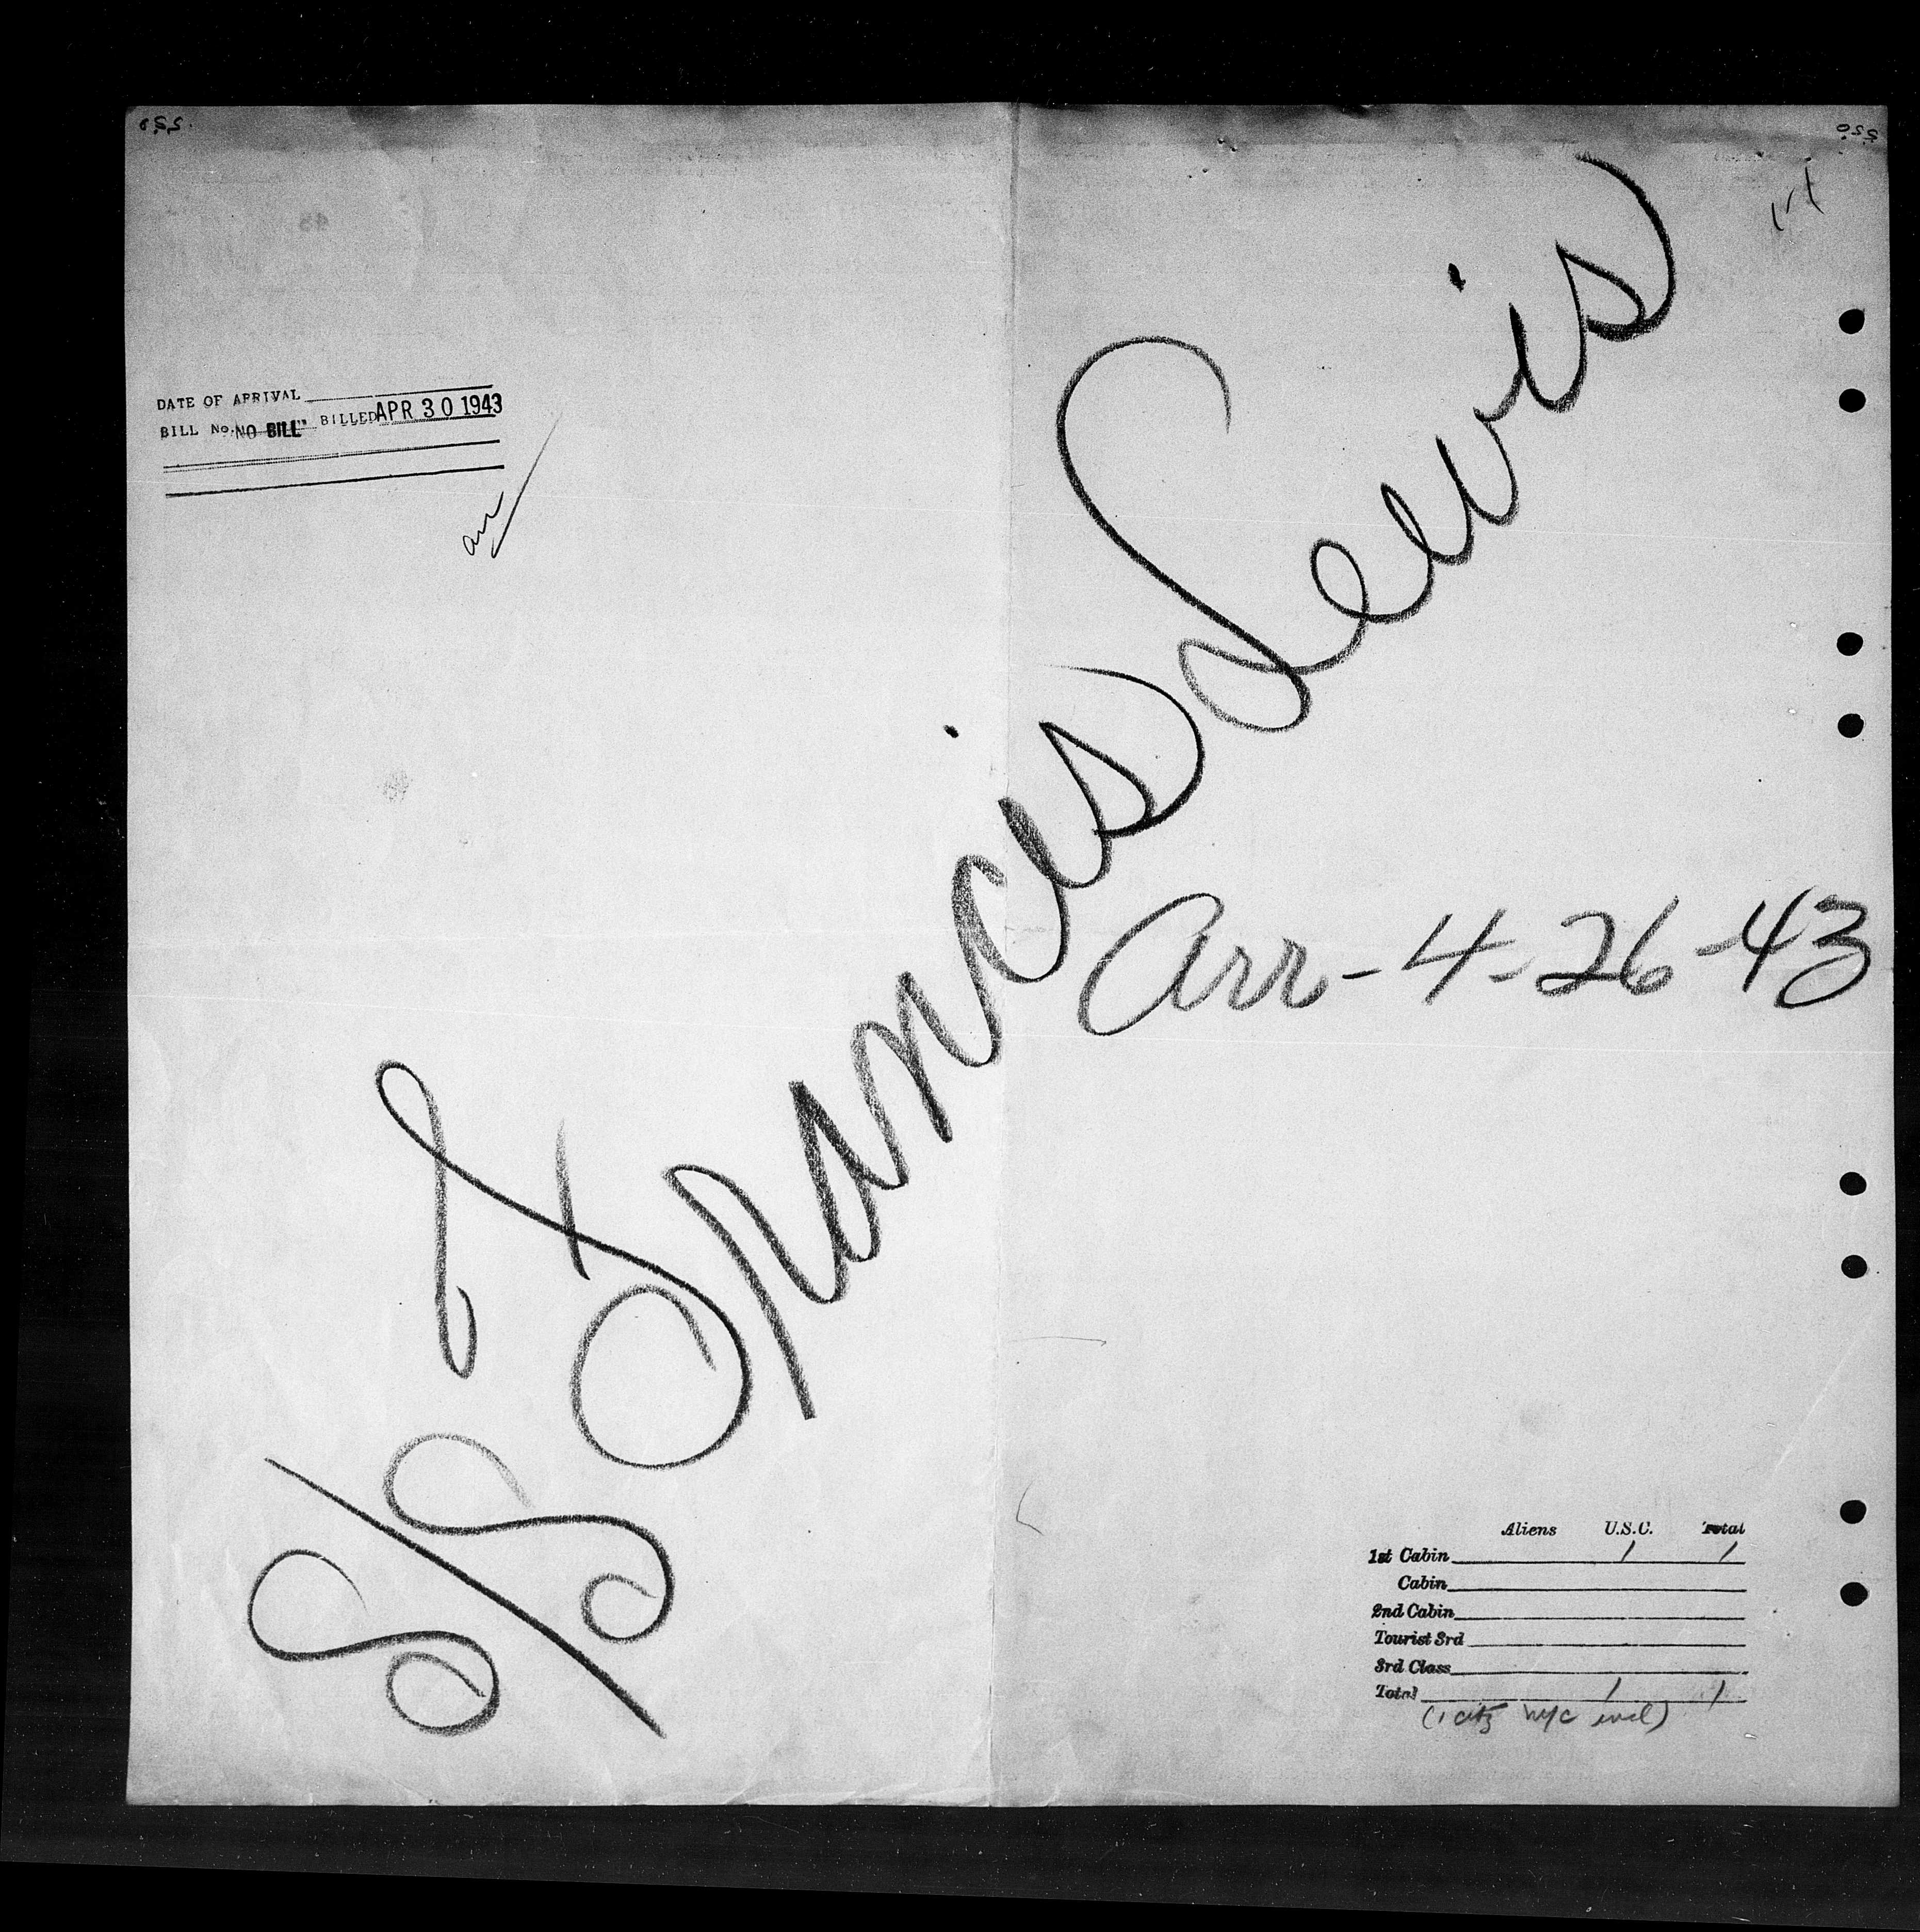 DATE OF ARRIVAL
BILL No. "NO BILL" BILLED APR 30 1943
S/S Francis Lewis
Arr - 4 - 26 - 43
Aliens U.S.C. Total
1st Cabin 1 1
Cabin
2nd Cabin
Tourist 3rd
3rd Class
Total 1 1